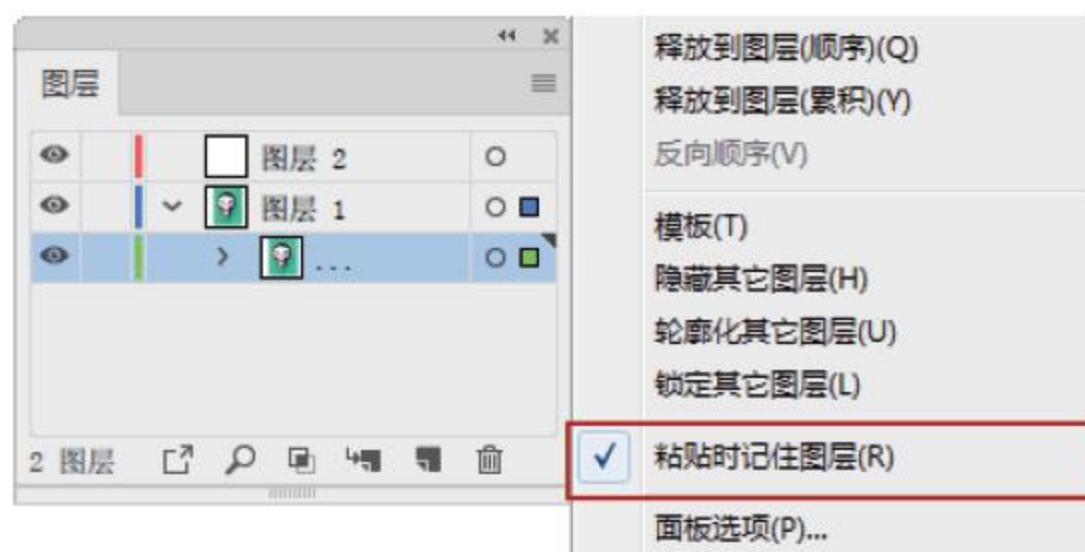 图层
图层 2
图层 1
...
2 图层
释放到图层(顺序)(Q)
释放到图层(累积)(Y)
反向顺序(V)
模板(T)
隐藏其它图层(H)
轮廓化其它图层(U)
锁定其它图层(L)
粘贴时记住图层(R)
面板选项(P)...